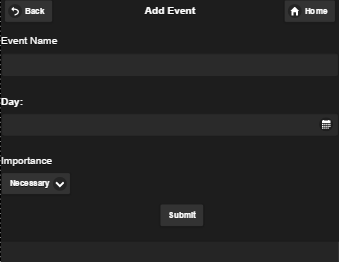 Back Add Event Home
Event Name
Day:
Importance
Necessary
Submit